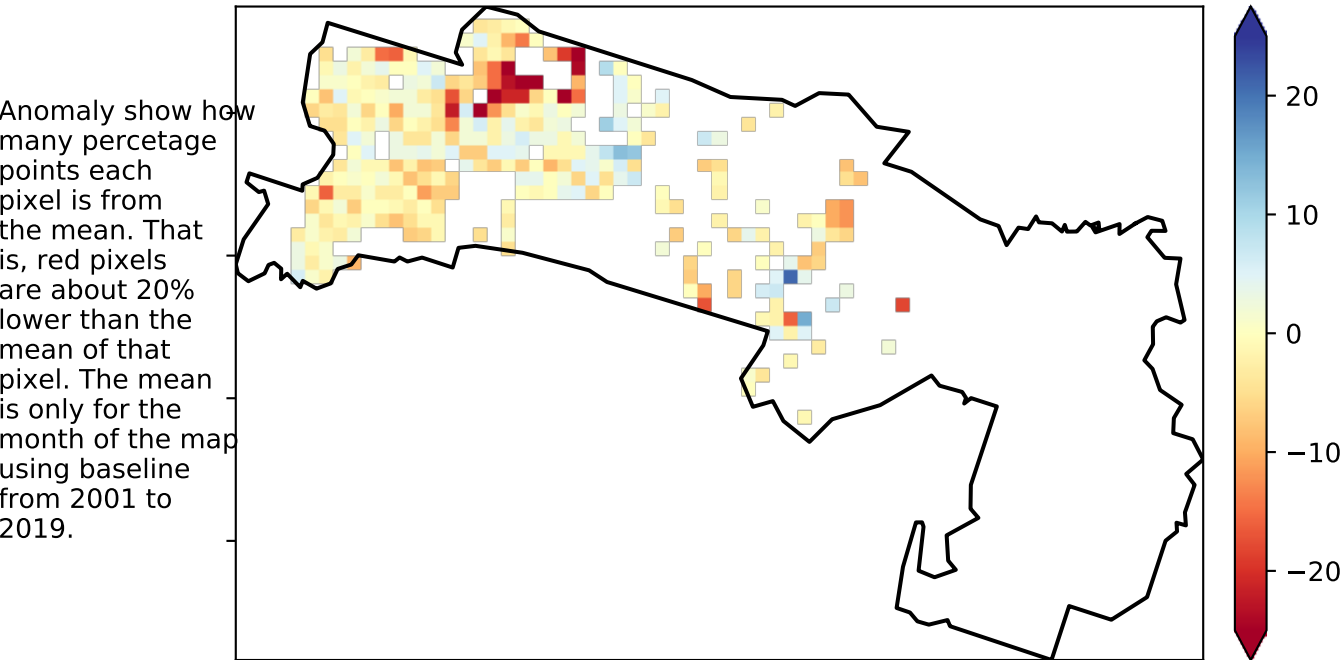 Anomaly show how
many percetage
points each
pixel is from
the mean. That
is, red pixels
are about 20%
lower than the
mean of that
pixel. The mean
is only for the
month of the map
using baseline
from 2001 to
2019.
20
10
0
−10
−20